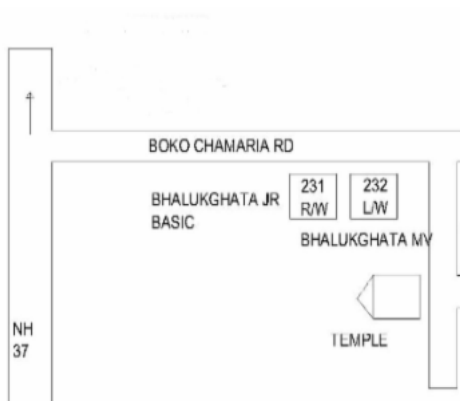 BOKO CHAMARIA RD
BHALUKGHATA JR
BASIC
231
R/W
232
L/W
BHALUKGHATA MV
TEMPLE
NH
37